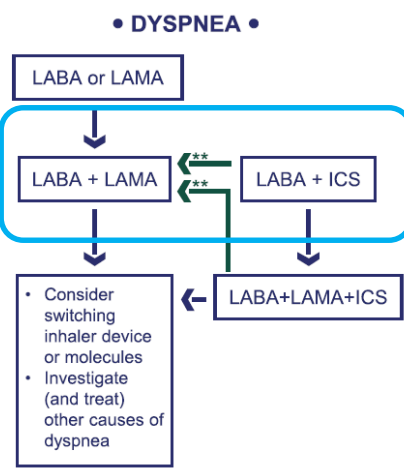 • DYSPNEA •
LABA or LAMA
LABA + LAMA
**
**
LABA + ICS
LABA+LAMA+ICS
• Consider
switching
inhaler device
or molecules
• Investigate
(and treat)
other causes of
dyspnea